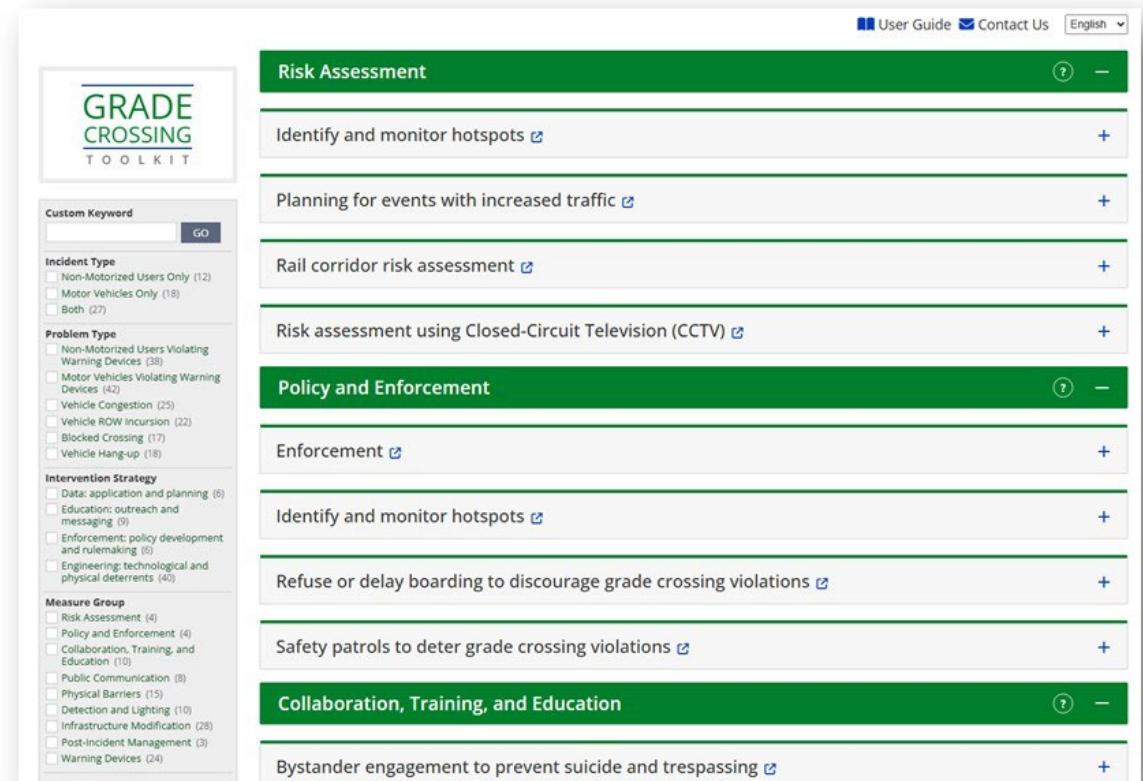 User Guide Contact Us English
GRADE
CROSSING
TOOLKIT
Custom Keyword
GO
Incident Type
Non-Motorized Users Only (12)
Motor Vehicles Only (18)
Both (27)
Problem Type
Non-Motorized Users Violating
Warning Devices (38)
Motor Vehicles Violating Warning
Devices (42)
Vehicle Congestion (25)
Vehicle ROW Incursion (22)
Blocked Crossing (17)
Vehicle Hang-up (18)
Intervention Strategy
Data: application and planning (6)
Education: outreach and
messaging (9)
Enforcement: policy development
and rulemaking (6)
Engineering: technological and
physical deterrents (40)
Measure Group
Risk Assessment (4)
Policy and Enforcement (4)
Collaboration, Training, and
Education (10)
Public Communication (8)
Physical Barriers (15)
Detection and Lighting (10)
Infrastructure Modification (28)
Post-Incident Management (3)
Warning Devices (24)
Risk Assessment ? −
Identify and monitor hotspots +
Planning for events with increased traffic +
Rail corridor risk assessment +
Risk assessment using Closed-Circuit Television (CCTV) +
Policy and Enforcement ? −
Enforcement +
Identify and monitor hotspots +
Refuse or delay boarding to discourage grade crossing violations +
Safety patrols to deter grade crossing violations +
Collaboration, Training, and Education ? −
Bystander engagement to prevent suicide and trespassing +